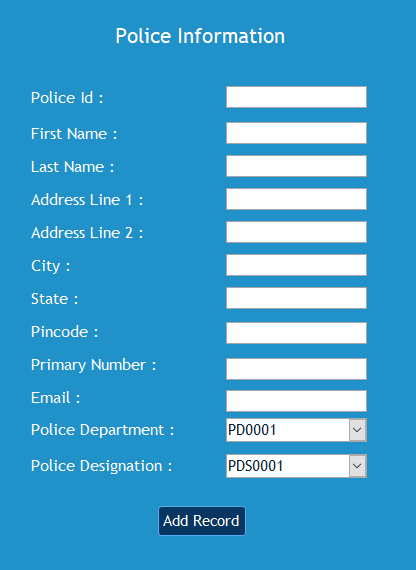 Police Information
Police Id :
First Name :
Last Name :
Address Line 1 :
Address Line 2 :
City :
State :
Pincode :
Primary Number :
Email :
Police Department : PD0001
Police Designation : PDS0001
Add Record